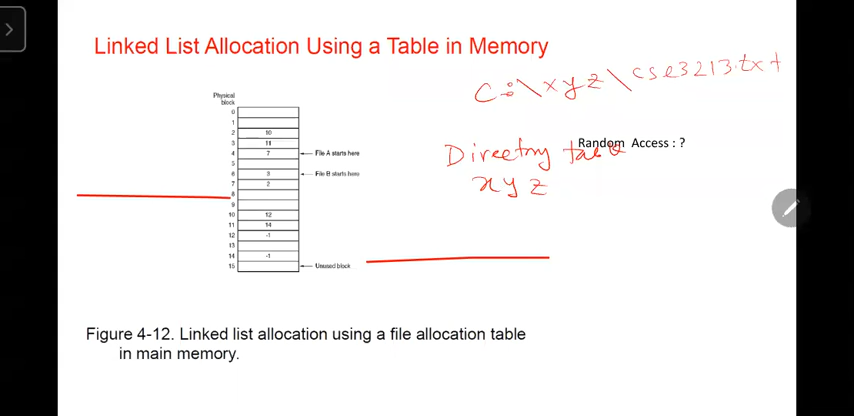 Linked List Allocation Using a Table in Memory
C:\xyz\cse3213.txt
Physical
block
0
1
2 10
3 11
4 7 File A starts here
5
6 3 File B starts here
7 2
8
9
10 12
11 14
12 -1
13
14 -1
15 Unused block
Random Access : ?
Directory
xyz
Figure 4-12. Linked list allocation using a file allocation table
in main memory.